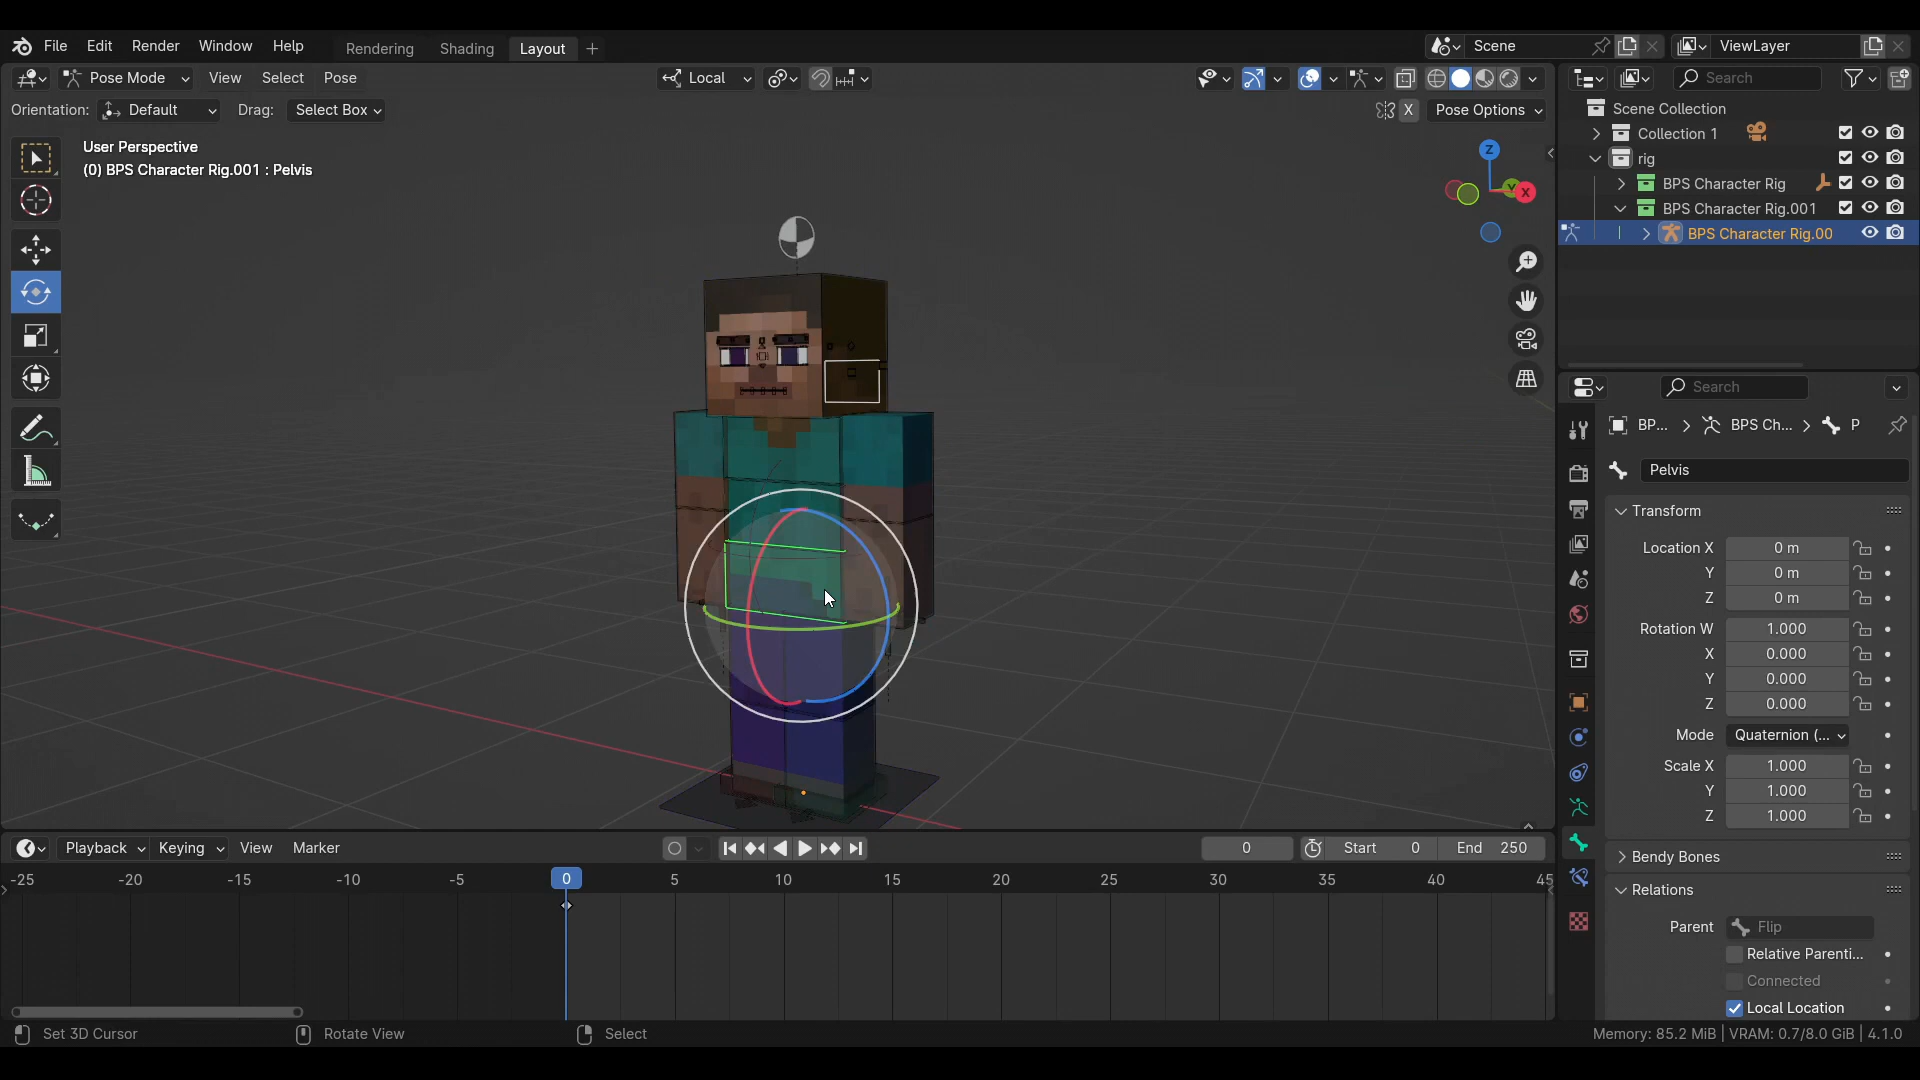 File Edit Render Window Help Rendering Shading Layout Scene ViewLayer
Pose Mode View Select Pose Local Search
Orientation: Default Drag: Select Box X Pose Options
User Perspective
(0) BPS Character Rig.001 : Pelvis
Z
Y
X
Scene Collection
Collection 1
rig
BPS Character Rig
BPS Character Rig.001
BPS Character Rig.00
Search
BP... BPS Ch... P
Pelvis
Transform
Location X 0 m
Y 0 m
Z 0 m
Rotation W 1.000
X 0.000
Y 0.000
Z 0.000
Mode Quaternion (...
Scale X 1.000
Y 1.000
Z 1.000
Bendy Bones
Relations
Parent Flip
Relative Parenti...
Connected
Local Location
Playback Keying View Marker 0 Start 0 End 250
-25 -20 -15 -10 -5 0 5 10 15 20 25 30 35 40 45
Set 3D Cursor Rotate View Select Memory: 85.2 MiB | VRAM: 0.7/8.0 GiB | 4.1.0